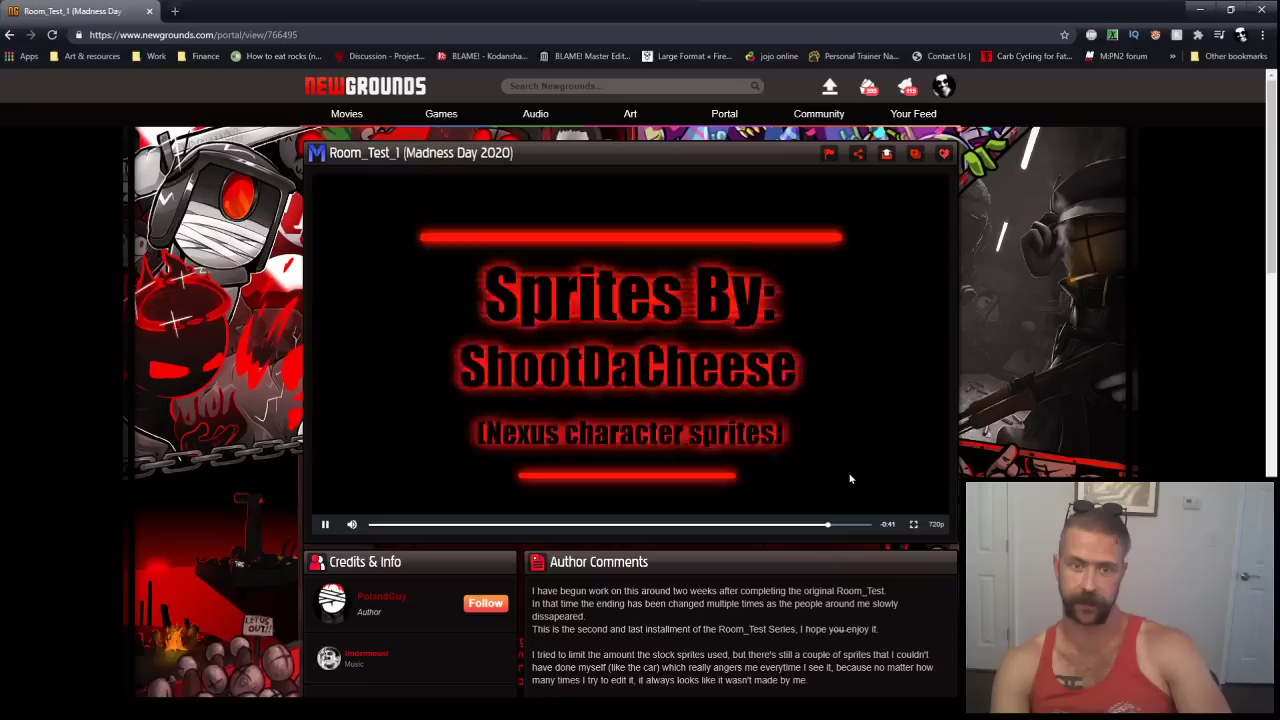 Room_Test_1 (Madness Day
https://www.newgrounds.com/portal/view/766495
Apps
Art & resources
Work
Finance
How to eat rocks (n...
Discussion - Project...
BLAME! - Kodansha...
BLAME! Master Edit...
Large Format « Fire...
jojo online
Personal Trainer Na...
Contact Us |
Carb Cycling for Fat...
M:PN2 forum
»
Other bookmarks
NEWGROUNDS
Search Newgrounds...
399
119
Movies
Games
Audio
Art
Portal
Community
Your Feed
Room_Test_1 (Madness Day 2020)
Sprites By:
ShootDaCheese
(Nexus character sprites)
-0:41
720p
Credits & Info
PolandGuy
Author
Follow
Undermount
Music
Author Comments
I have begun work on this around two weeks after completing the original Room_Test.
In that time the ending has been changed multiple times as the people around me slowly
dissapeared.
This is the second and last installment of the Room_Test Series, I hope you enjoy it.
I tried to limit the amount the stock sprites used, but there's still a couple of sprites that I couldn't
have done myself (like the car) which really angers me everytime I see it, because no matter how
many times I try to edit it, it always looks like it wasn't made by me.
LET US
OUT!!